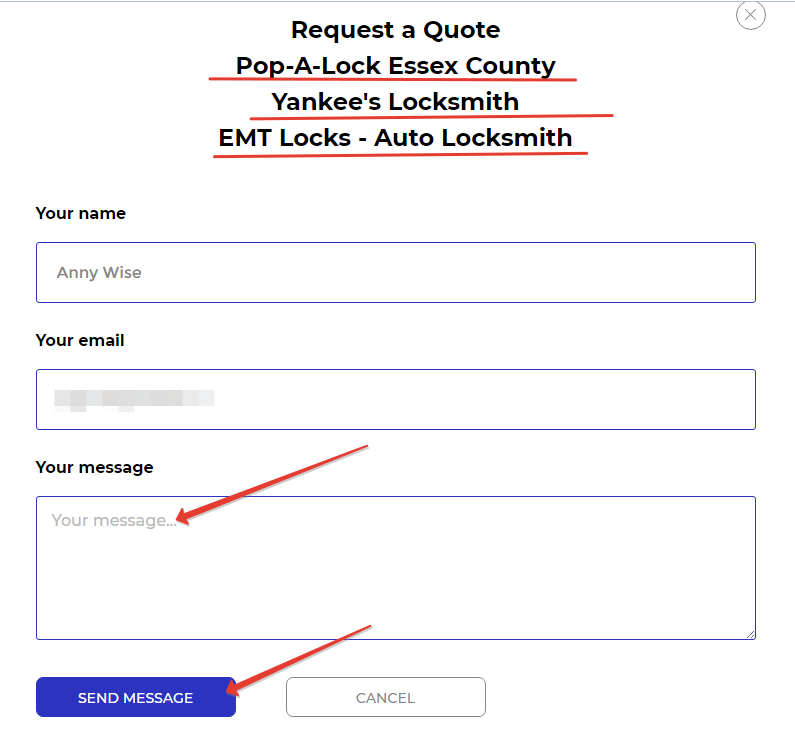 Request a Quote
Pop-A-Lock Essex County
Yankee's Locksmith
EMT Locks - Auto Locksmith
Your name
Anny Wise
Your email
Your message
Your message...
SEND MESSAGE
CANCEL